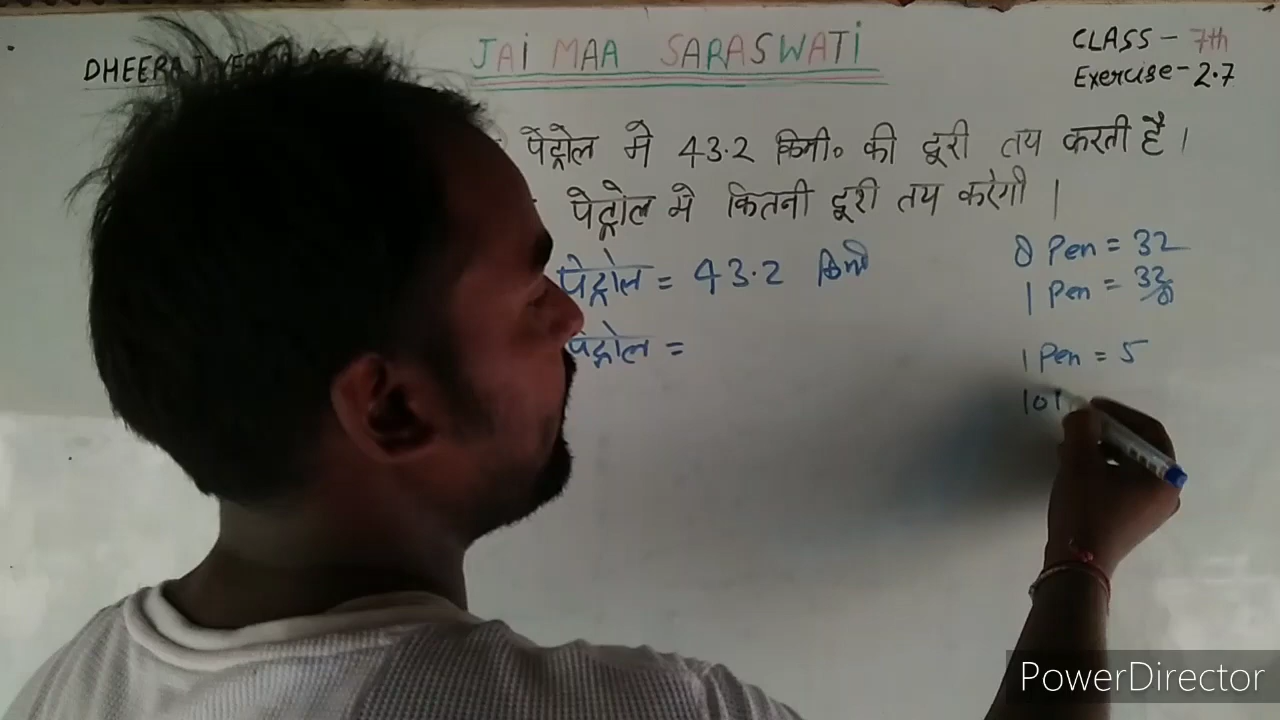 DHEERAJ
JAI MAA SARASWATI
CLASS - 7th
Exercise - 2.7
पेट्रोल मे 43.2 किमी० की दूरी तय करती है ।
पेट्रोल मे कितनी दूरी तय करेगी ।
पेट्रोल = 43.2 किमी
पेट्रोल =
8 Pen = 32
1 Pen = 32/8
1 Pen = 5
10
PowerDirector